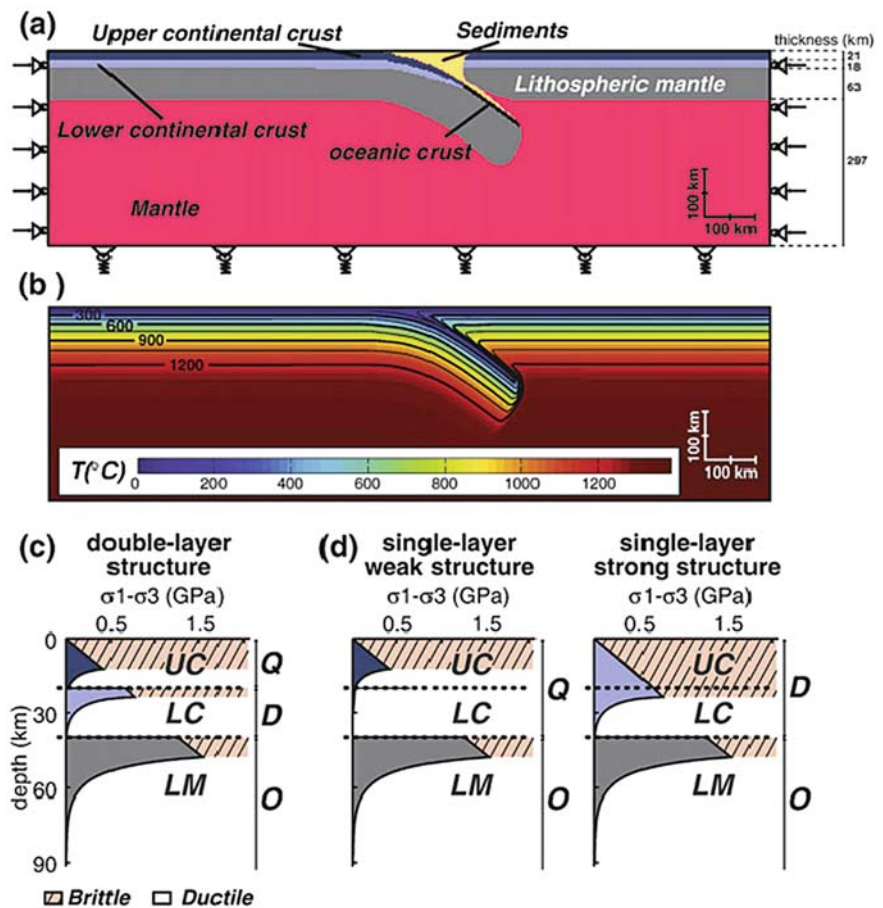 (a)
Upper continental crust
Sediments
thickness (km)
21
18
63
297
Lithospheric mantle
Lower continental crust
oceanic crust
Mantle
100 km
100 km
(b)
300
600
900
1200
T(°C)
0 200 400 600 800 1000 1200
100 km
100 km
(c)
double-layer
structure
σ1-σ3 (GPa)
0.5 1.5
0
30
60
90
depth (km)
UC
LC
LM
Q
D
O
(d)
single-layer
weak structure
σ1-σ3 (GPa)
0.5 1.5
UC
LC
LM
Q
O
single-layer
strong structure
σ1-σ3 (GPa)
0.5 1.5
UC
LC
LM
D
O
Brittle Ductile